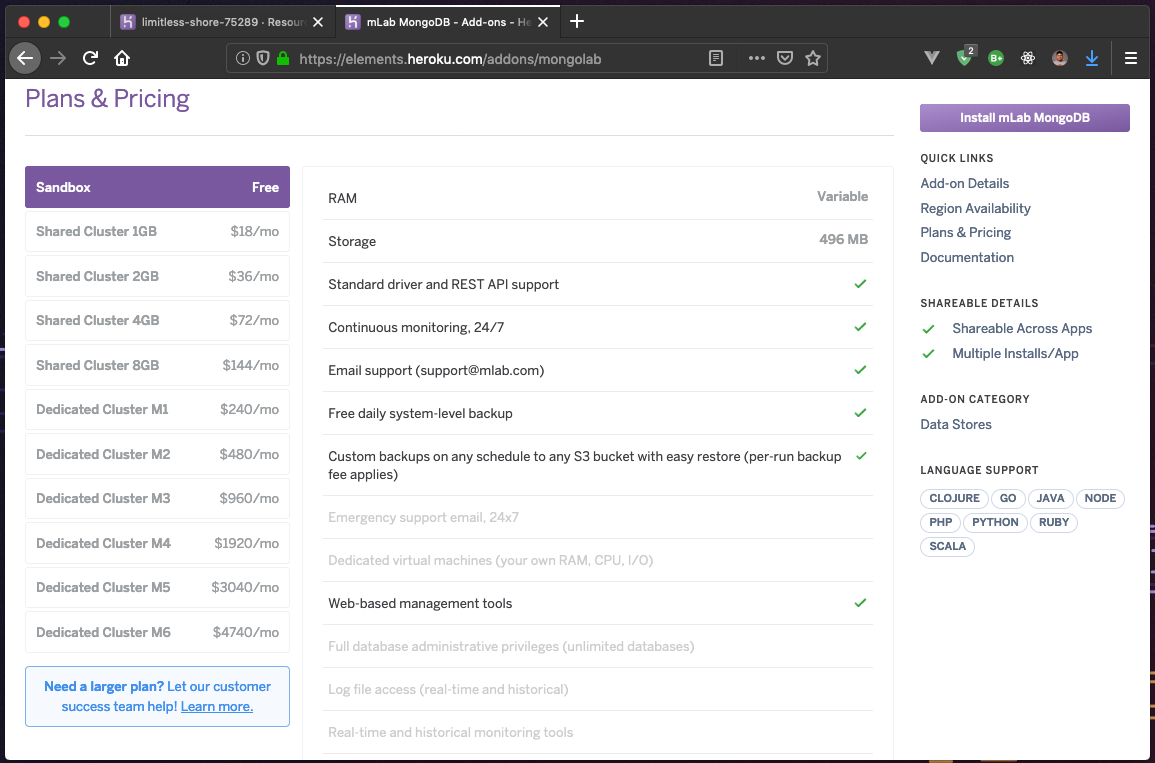 limitless-shore-75289 · Resour
mLab MongoDB - Add-ons - He
https://elements.heroku.com/addons/mongolab
2
B+
Plans & Pricing
Sandbox Free
Shared Cluster 1GB $18/mo
Shared Cluster 2GB $36/mo
Shared Cluster 4GB $72/mo
Shared Cluster 8GB $144/mo
Dedicated Cluster M1 $240/mo
Dedicated Cluster M2 $480/mo
Dedicated Cluster M3 $960/mo
Dedicated Cluster M4 $1920/mo
Dedicated Cluster M5 $3040/mo
Dedicated Cluster M6 $4740/mo
Need a larger plan? Let our customer
success team help! Learn more.
RAM Variable
Storage 496 MB
Standard driver and REST API support
Continuous monitoring, 24/7
Email support (support@mlab.com)
Free daily system-level backup
Custom backups on any schedule to any S3 bucket with easy restore (per-run backup
fee applies)
Emergency support email, 24x7
Dedicated virtual machines (your own RAM, CPU, I/O)
Web-based management tools
Full database administrative privileges (unlimited databases)
Log file access (real-time and historical)
Real-time and historical monitoring tools
Install mLab MongoDB
QUICK LINKS
Add-on Details
Region Availability
Plans & Pricing
Documentation
SHAREABLE DETAILS
Shareable Across Apps
Multiple Installs/App
ADD-ON CATEGORY
Data Stores
LANGUAGE SUPPORT
CLOJURE GO JAVA NODE
PHP PYTHON RUBY
SCALA